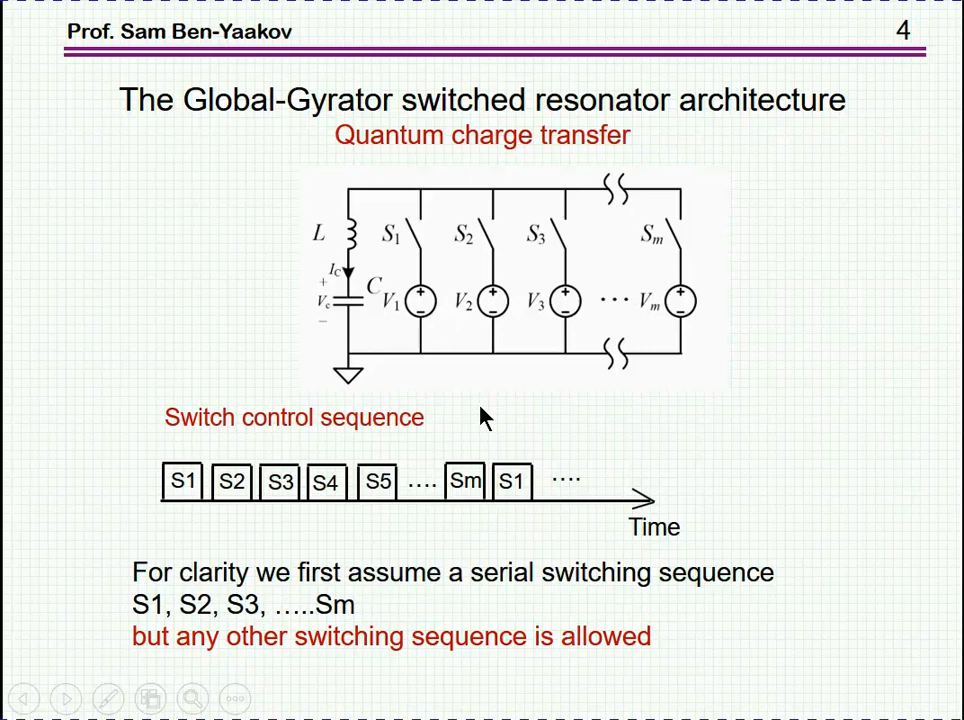 Prof. Sam Ben-Yaakov
4
The Global-Gyrator switched resonator architecture
Quantum charge transfer
L S1 S2 S3 Sm
IC
+
Vc C V1 V2 V3 ... Vm
−
Switch control sequence
S1 S2 S3 S4 S5 .... Sm S1 ....
Time
For clarity we first assume a serial switching sequence
S1, S2, S3, …..Sm
but any other switching sequence is allowed